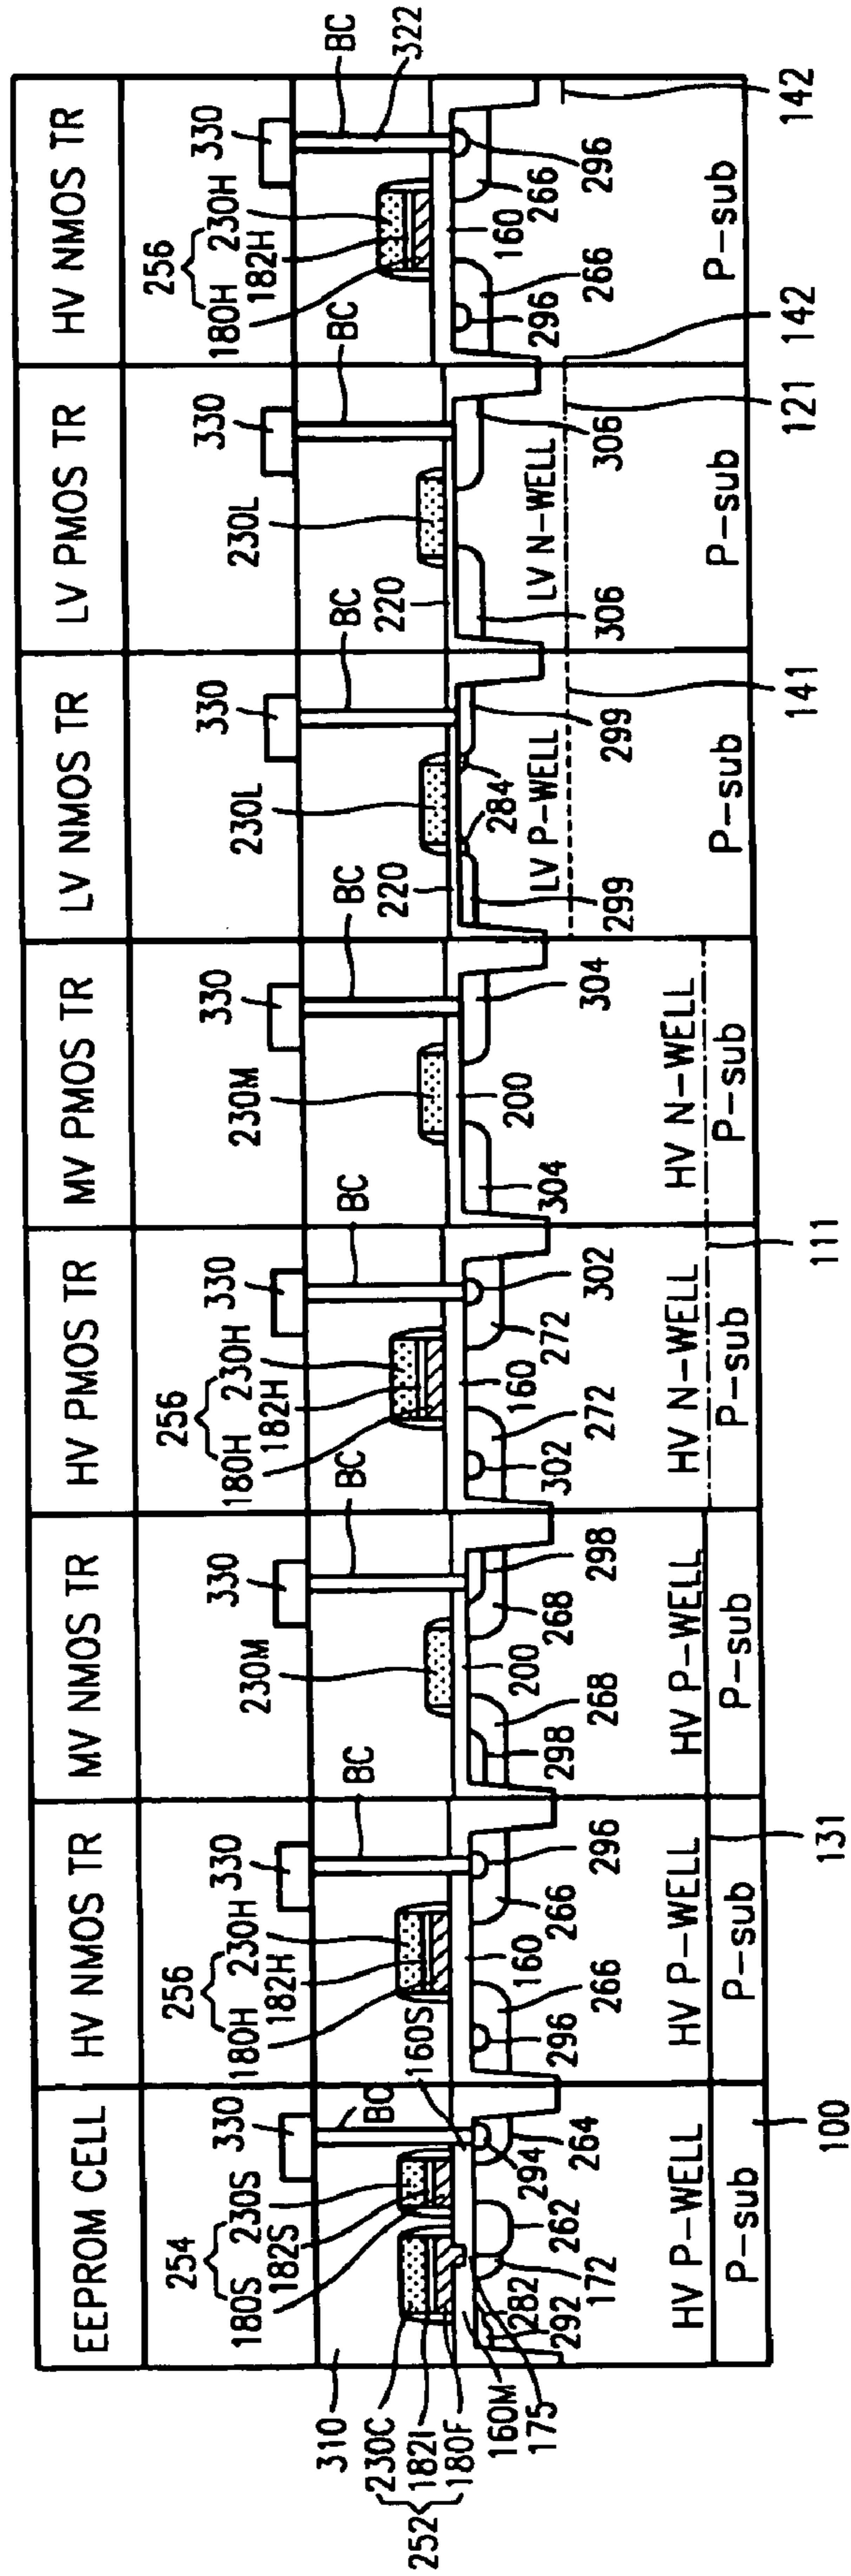 EEPROM CELL
HV NMOS TR
MV NMOS TR
HV PMOS TR
MV PMOS TR
LV NMOS TR
LV PMOS TR
HV NMOS TR
254
180S 230S
182S
330
BC
310
230C
182I
180F
252
160M
175
160S
282
292
172
262
294
264
HV P-WELL
P-sub
100
256
180H 230H
182H
330
BC
296
266
160
266
296
HV P-WELL
P-sub
131
230M
330
BC
298
268
200
268
298
HV P-WELL
P-sub
256
180H 230H
182H
330
BC
302
272
160
272
302
HV N-WELL
P-sub
111
230M
330
BC
304
200
304
HV N-WELL
P-sub
230L
330
BC
220
299
284
299
LV P-WELL
P-sub
141
230L
330
BC
220
306
306
LV N-WELL
P-sub
121
142
256
180H 230H
182H
330
BC
322
296
266
160
266
296
P-sub
142